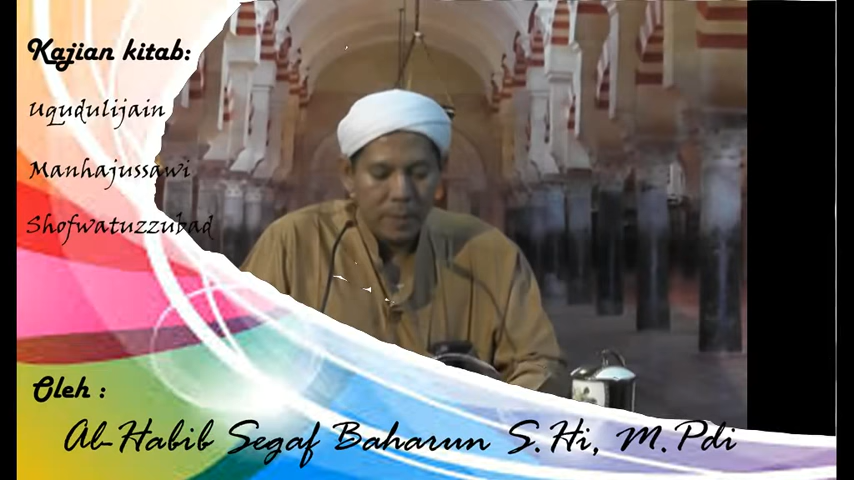 Kajian kitab:
Uqudulijain
Manhajussawi
Shofwatuzzubad
Oleh :
Al-Habib Segaf Baharun S.Hi, M.Pdi